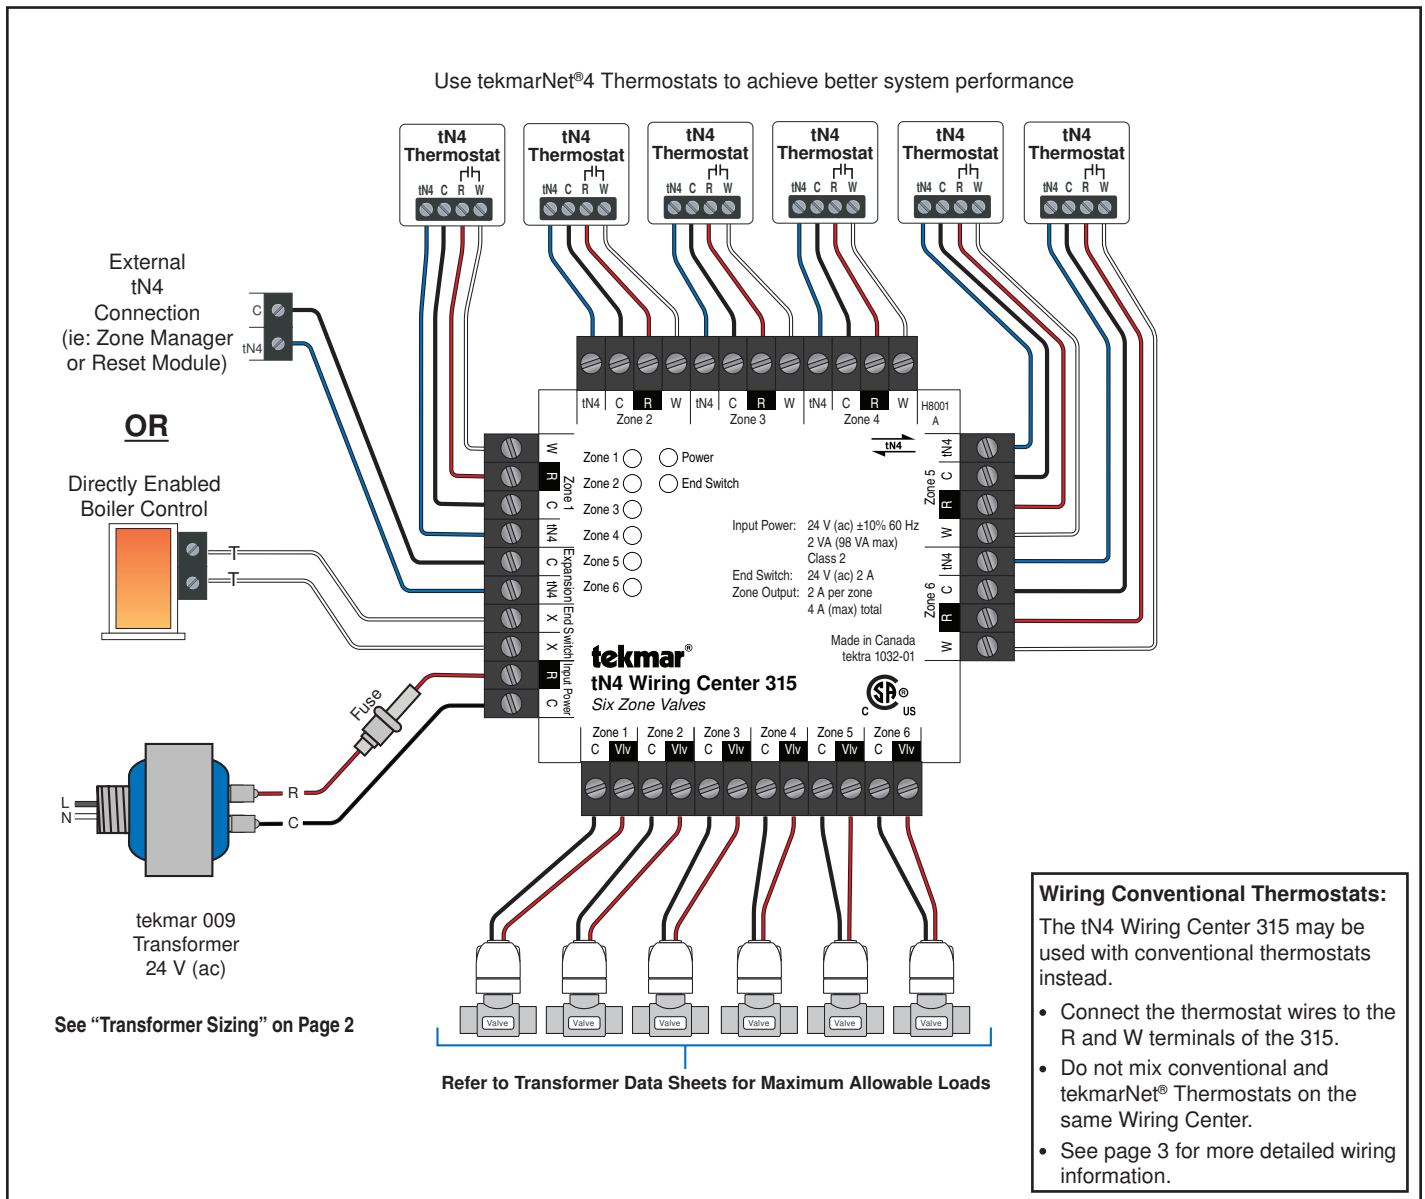 Use tekmarNet®4 Thermostats to achieve better system performance
tN4
Thermostat
tN4 C R W
tN4
Thermostat
tN4 C R W
tN4
Thermostat
tN4 C R W
tN4
Thermostat
tN4 C R W
tN4
Thermostat
tN4 C R W
tN4
Thermostat
tN4 C R W
External
tN4
Connection
(ie: Zone Manager
or Reset Module)
C
tN4
OR
Directly Enabled
Boiler Control
T
T
Fuse
L
N
R
C
tekmar 009
Transformer
24 V (ac)
See “Transformer Sizing” on Page 2
tN4 C R W tN4 C R W tN4 C R W
Zone 2 Zone 3 Zone 4
H8001
A
tN4
W
R
C
tN4
Zone 1
C
tN4
Expansion
X
X
End Switch
R
C
Input Power
Zone 1
Zone 2
Zone 3
Zone 4
Zone 5
Zone 6
Power
End Switch
Input Power: 24 V (ac) ±10% 60 Hz
2 VA (98 VA max)
Class 2
End Switch: 24 V (ac) 2 A
Zone Output: 2 A per zone
4 A (max) total
Made in Canada
tektra 1032-01
tekmar®
tN4 Wiring Center 315
Six Zone Valves
CSA®
C US
tN4
C
R
W
Zone 5
tN4
C
R
W
Zone 6
Zone 1 Zone 2 Zone 3 Zone 4 Zone 5 Zone 6
C Vlv C Vlv C Vlv C Vlv C Vlv C Vlv
Valve Valve Valve Valve Valve Valve
Refer to Transformer Data Sheets for Maximum Allowable Loads
Wiring Conventional Thermostats:
The tN4 Wiring Center 315 may be
used with conventional thermostats
instead.
• Connect the thermostat wires to the
R and W terminals of the 315.
• Do not mix conventional and
tekmarNet® Thermostats on the
same Wiring Center.
• See page 3 for more detailed wiring
information.